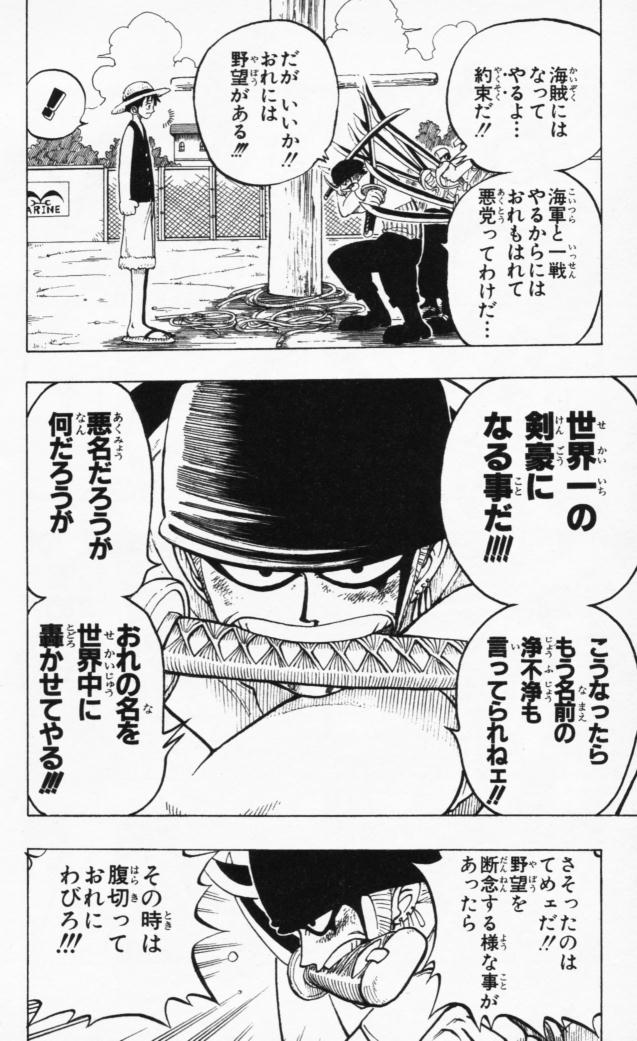 海賊には
なって
やるよ…
約束だ!!
海軍と一戦
やるからには
おれもはれて
悪党ってわけだ…
だが いいか!!
おれには
野望がある!!!
!
ARINE
世界一の
剣豪に
なる事だ!!!!
こうなったら
もう名前の
浄不浄も
言ってられねェ!!
悪名だろうが
何だろうが
おれの名を
世界中に
轟かせてやる!!!
さそったのは
てめェだ!!
野望を
断念する様な事が
あったら
その時は
腹切って
おれに
わびろ!!!